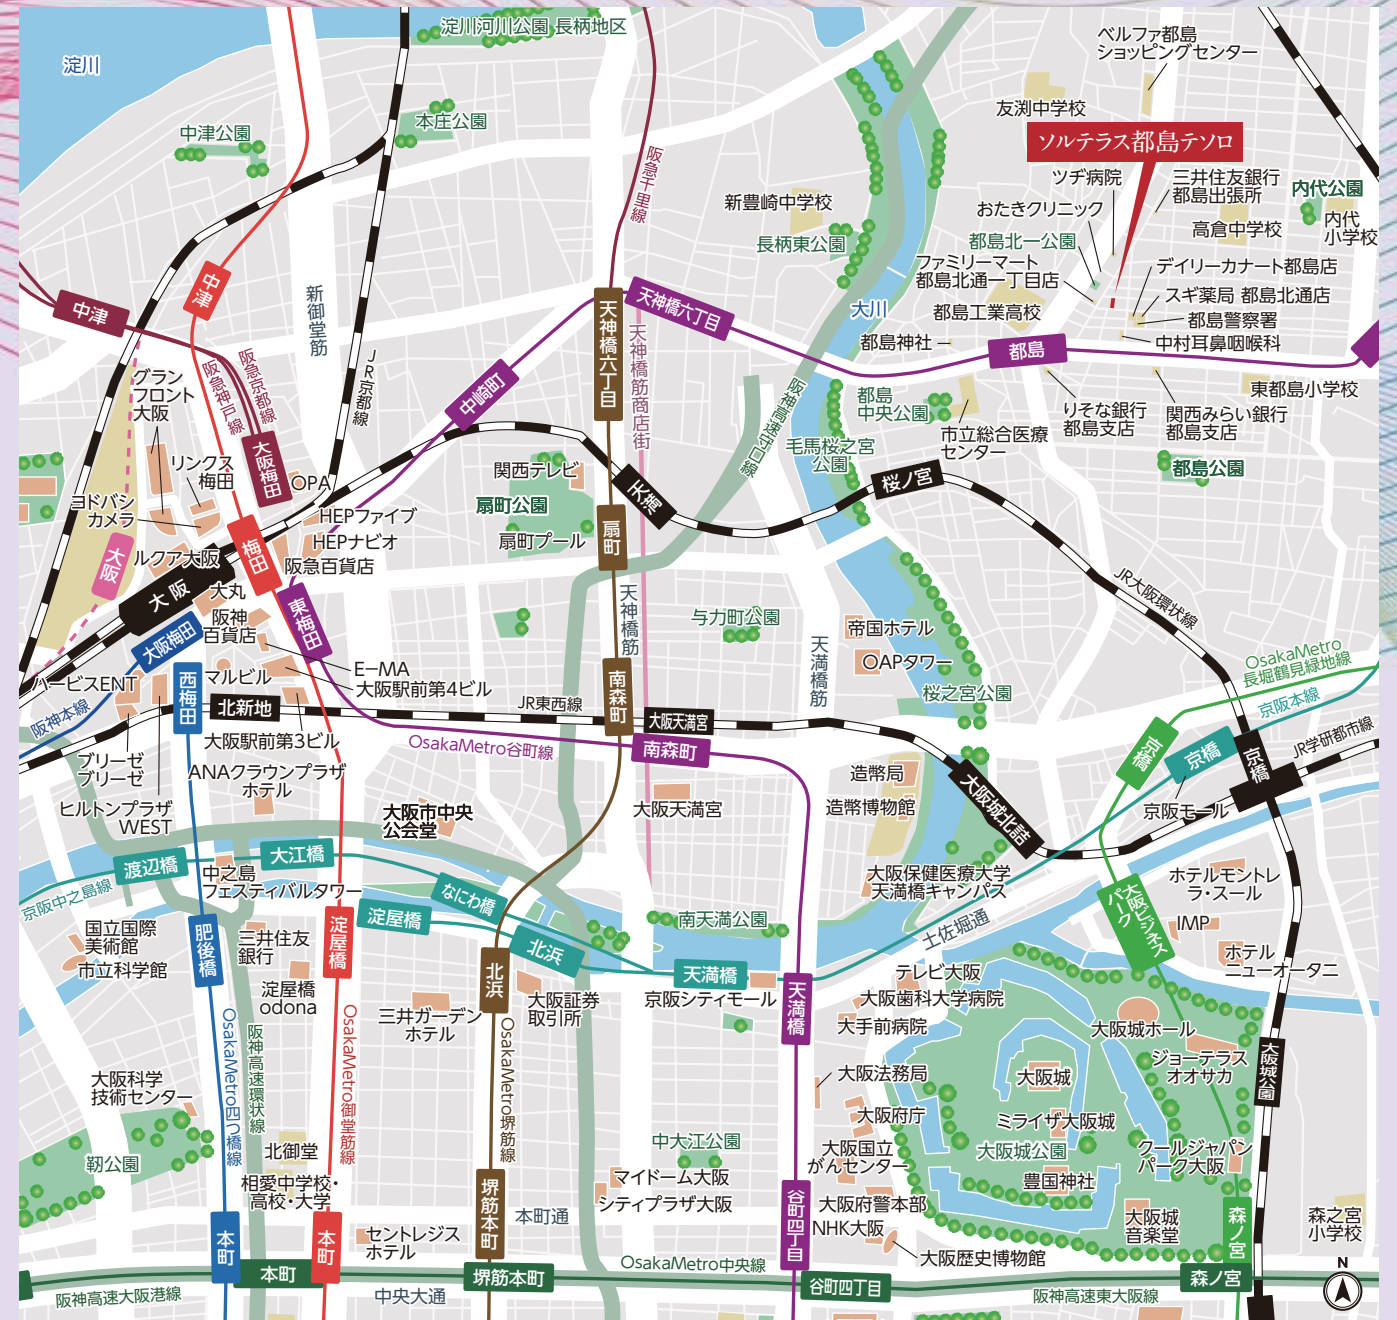 淀川
淀川河川公園 長柄地区
ベルファ都島
ショッピングセンター
友渕中学校
本庄公園
中津公園
ソルテラス都島テソロ
阪急千里線
ツヂ病院
三井住友銀行
都島出張所
内代公園
内代
小学校
新豊崎中学校
おたきクリニック
高倉中学校
長柄東公園
都島北一公園
ファミリーマート
都島北通一丁目店
デイリーカナート都島店
スギ薬局 都島北通店
都島警察署
中村耳鼻咽喉科
中津
中津
新御堂筋
天神橋六丁目
天神橋六丁目
大川
都島工業高校
都島神社
都島
JR京都線
阪急京都線
阪急神戸線
天神橋筋商店街
グラン
フロント
大阪
中崎町
阪神高速守口線
都島
中央公園
東都島小学校
りそな銀行
都島支店
関西みらい銀行
都島支店
市立総合医療
センター
毛馬桜之宮
公園
大阪梅田
リンクス
梅田
OPA
関西テレビ
天満
桜ノ宮
都島公園
ヨドバシ
カメラ
扇町公園
HEPファイブ
扇町
扇町プール
HEPナビオ
梅田
大阪
ルクア大阪
阪急百貨店
大阪
大丸
東梅田
天神橋筋
JR大阪環状線
阪神
百貨店
与力町公園
帝国ホテル
大阪梅田
天満橋筋
OsakaMetro
長堀鶴見緑地線
E-MA
OAPタワー
マルビル
大阪駅前第4ビル
ハービスENT
西梅田
南森町
桜之宮公園
京阪本線
北新地
JR東西線
大阪天満宮
阪神本線
大阪駅前第3ビル
OsakaMetro谷町線
南森町
京橋
京橋
京橋
JR学研都市線
ブリーゼ
ブリーゼ
ANAクラウンプラザ
ホテル
造幣局
大阪城北詰
ヒルトンプラザ
WEST
大阪市中央
公会堂
大阪天満宮
造幣博物館
京阪モール
渡辺橋
大江橋
中之島
フェスティバルタワー
なにわ橋
大阪保健医療大学
天満橋キャンパス
ホテルモントレ
ラ・スール
京阪中之島線
淀屋橋
淀屋橋
南天満公園
土佐堀通
大阪ビジネス
パーク
IMP
国立国際
美術館
市立科学館
肥後橋
三井住友
銀行
北浜
北浜
天満橋
天満橋
ホテル
ニューオータニ
テレビ大阪
淀屋橋
odona
大阪証券
取引所
京阪シティモール
大阪歯科大学病院
三井ガーデン
ホテル
大手前病院
大阪城ホール
OsakaMetro四つ橋線
阪神高速環状線
OsakaMetro御堂筋線
OsakaMetro堺筋線
ジョーテラス
オオサカ
大阪城公園
大阪科学
技術センター
大阪法務局
大阪城
大阪府庁
ミライザ大阪城
北御堂
中大江公園
大阪国立
がんセンター
大阪城公園
クールジャパン
パーク大阪
靭公園
相愛中学校・
高校・大学
堺筋本町
マイドーム大阪
シティプラザ大阪
豊国神社
谷町四丁目
大阪府警本部
NHK大阪
大阪城
音楽堂
森ノ宮
森之宮
小学校
本町
本町
セントレジス
ホテル
本町通
大阪歴史博物館
本町
堺筋本町
OsakaMetro中央線
谷町四丁目
森ノ宮
N
阪神高速大阪港線
中央大通
阪神高速東大阪線